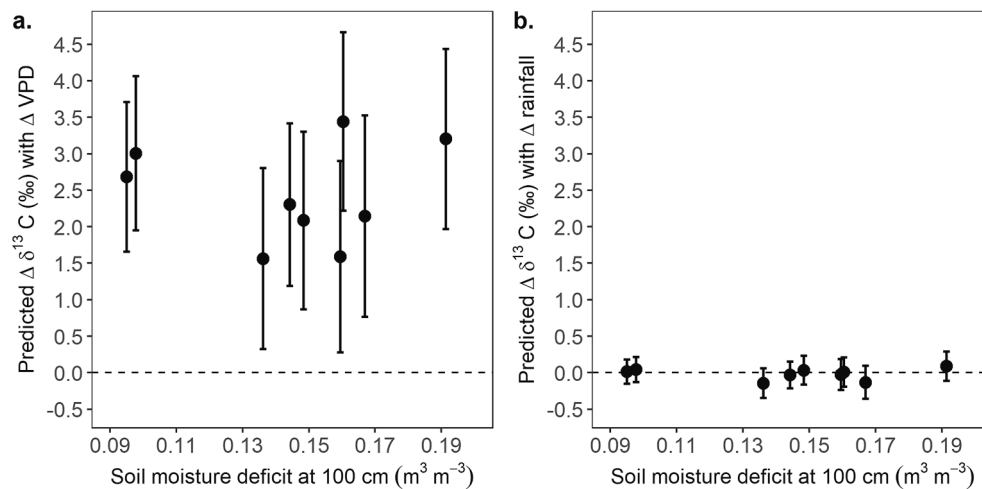 a.
Predicted Δ δ¹³ C (‰) with Δ VPD
4.5
4.0
3.5
3.0
2.5
2.0
1.5
1.0
0.5
0.0
-0.5
0.09 0.11 0.13 0.15 0.17 0.19
Soil moisture deficit at 100 cm (m³ m⁻³)
b.
Predicted Δ δ¹³ C (‰) with Δ rainfall
4.5
4.0
3.5
3.0
2.5
2.0
1.5
1.0
0.5
0.0
-0.5
0.09 0.11 0.13 0.15 0.17 0.19
Soil moisture deficit at 100 cm (m³ m⁻³)